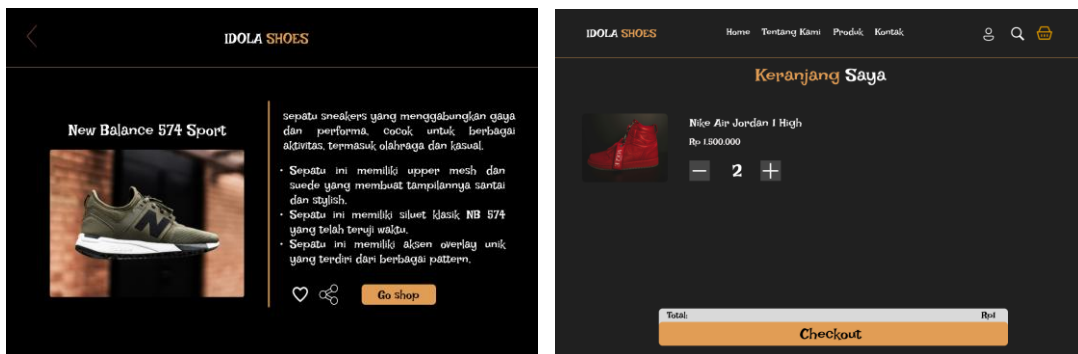 IDOLA SHOES
New Balance 574 Sport
sepatu sneakers yang menggabungkan gaya
dan performa, cocok untuk berbagai
aktivitas, termasuk olahraga dan kasual.
• Sepatu ini memiliki upper mesh dan
suede yang membuat tampilannya santai
dan stylish.
• Sepatu ini memiliki siluet klasik NB 574
yang telah teruji waktu.
• Sepatu ini memiliki aksen overlay unik
yang terdiri dari berbagai pattern.
Go shop
IDOLA SHOES
Home Tentang Kami Produk Kontak
Keranjang Saya
Nike Air Jordan 1 High
Rp 1.500.000
2
Total:
Checkout